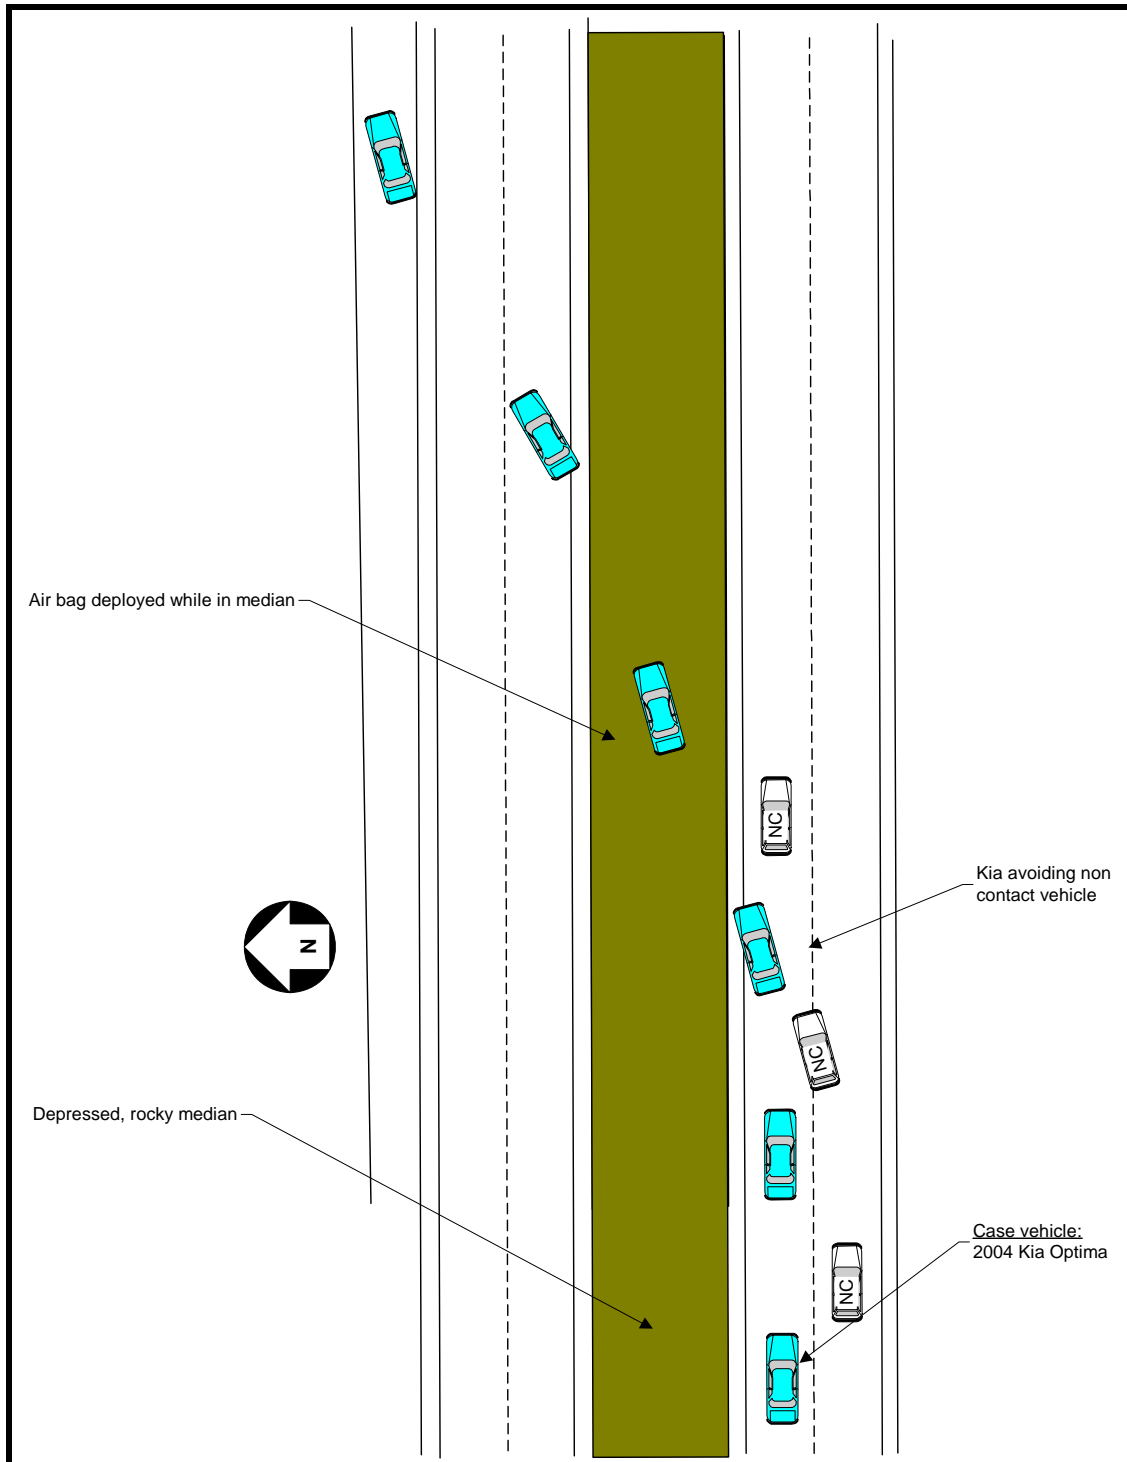 Air bag deployed while in median
NC
Kia avoiding non
contact vehicle
N
NC
Depressed, rocky median
Case vehicle:
2004 Kia Optima
NC